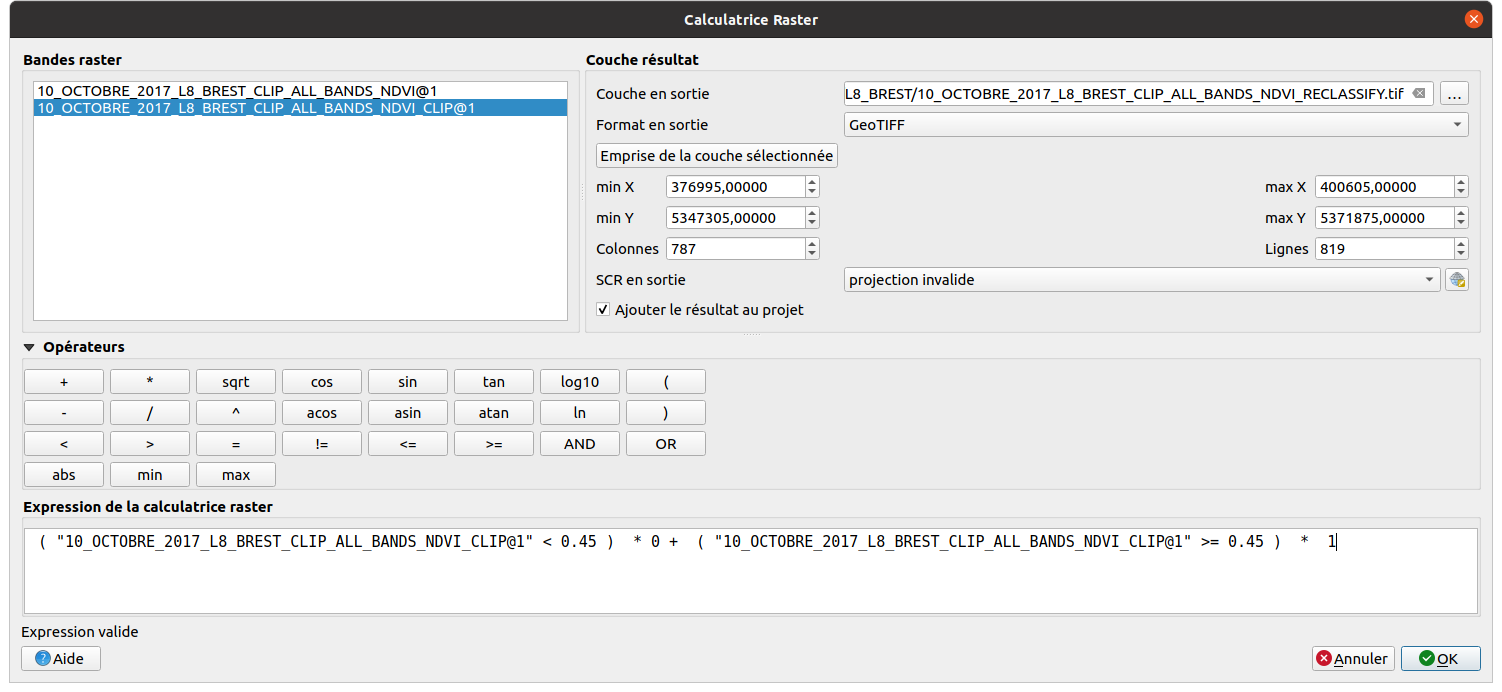 Calculatrice Raster
Bandes raster
10_OCTOBRE_2017_L8_BREST_CLIP_ALL_BANDS_NDVI@1
10_OCTOBRE_2017_L8_BREST_CLIP_ALL_BANDS_NDVI_CLIP@1
Couche résultat
Couche en sortie L8_BREST/10_OCTOBRE_2017_L8_BREST_CLIP_ALL_BANDS_NDVI_RECLASSIFY.tif ...
Format en sortie GeoTIFF
Emprise de la couche sélectionnée
min X 376995,00000 max X 400605,00000
min Y 5347305,00000 max Y 5371875,00000
Colonnes 787 Lignes 819
SCR en sortie projection invalide
Ajouter le résultat au projet
Opérateurs
+ * sqrt cos sin tan log10 (
- / ^ acos asin atan ln )
< > = != <= >= AND OR
abs min max
Expression de la calculatrice raster
( "10_OCTOBRE_2017_L8_BREST_CLIP_ALL_BANDS_NDVI_CLIP@1" < 0.45 ) * 0 + ( "10_OCTOBRE_2017_L8_BREST_CLIP_ALL_BANDS_NDVI_CLIP@1" >= 0.45 ) * 1
Expression valide
Aide Annuler OK